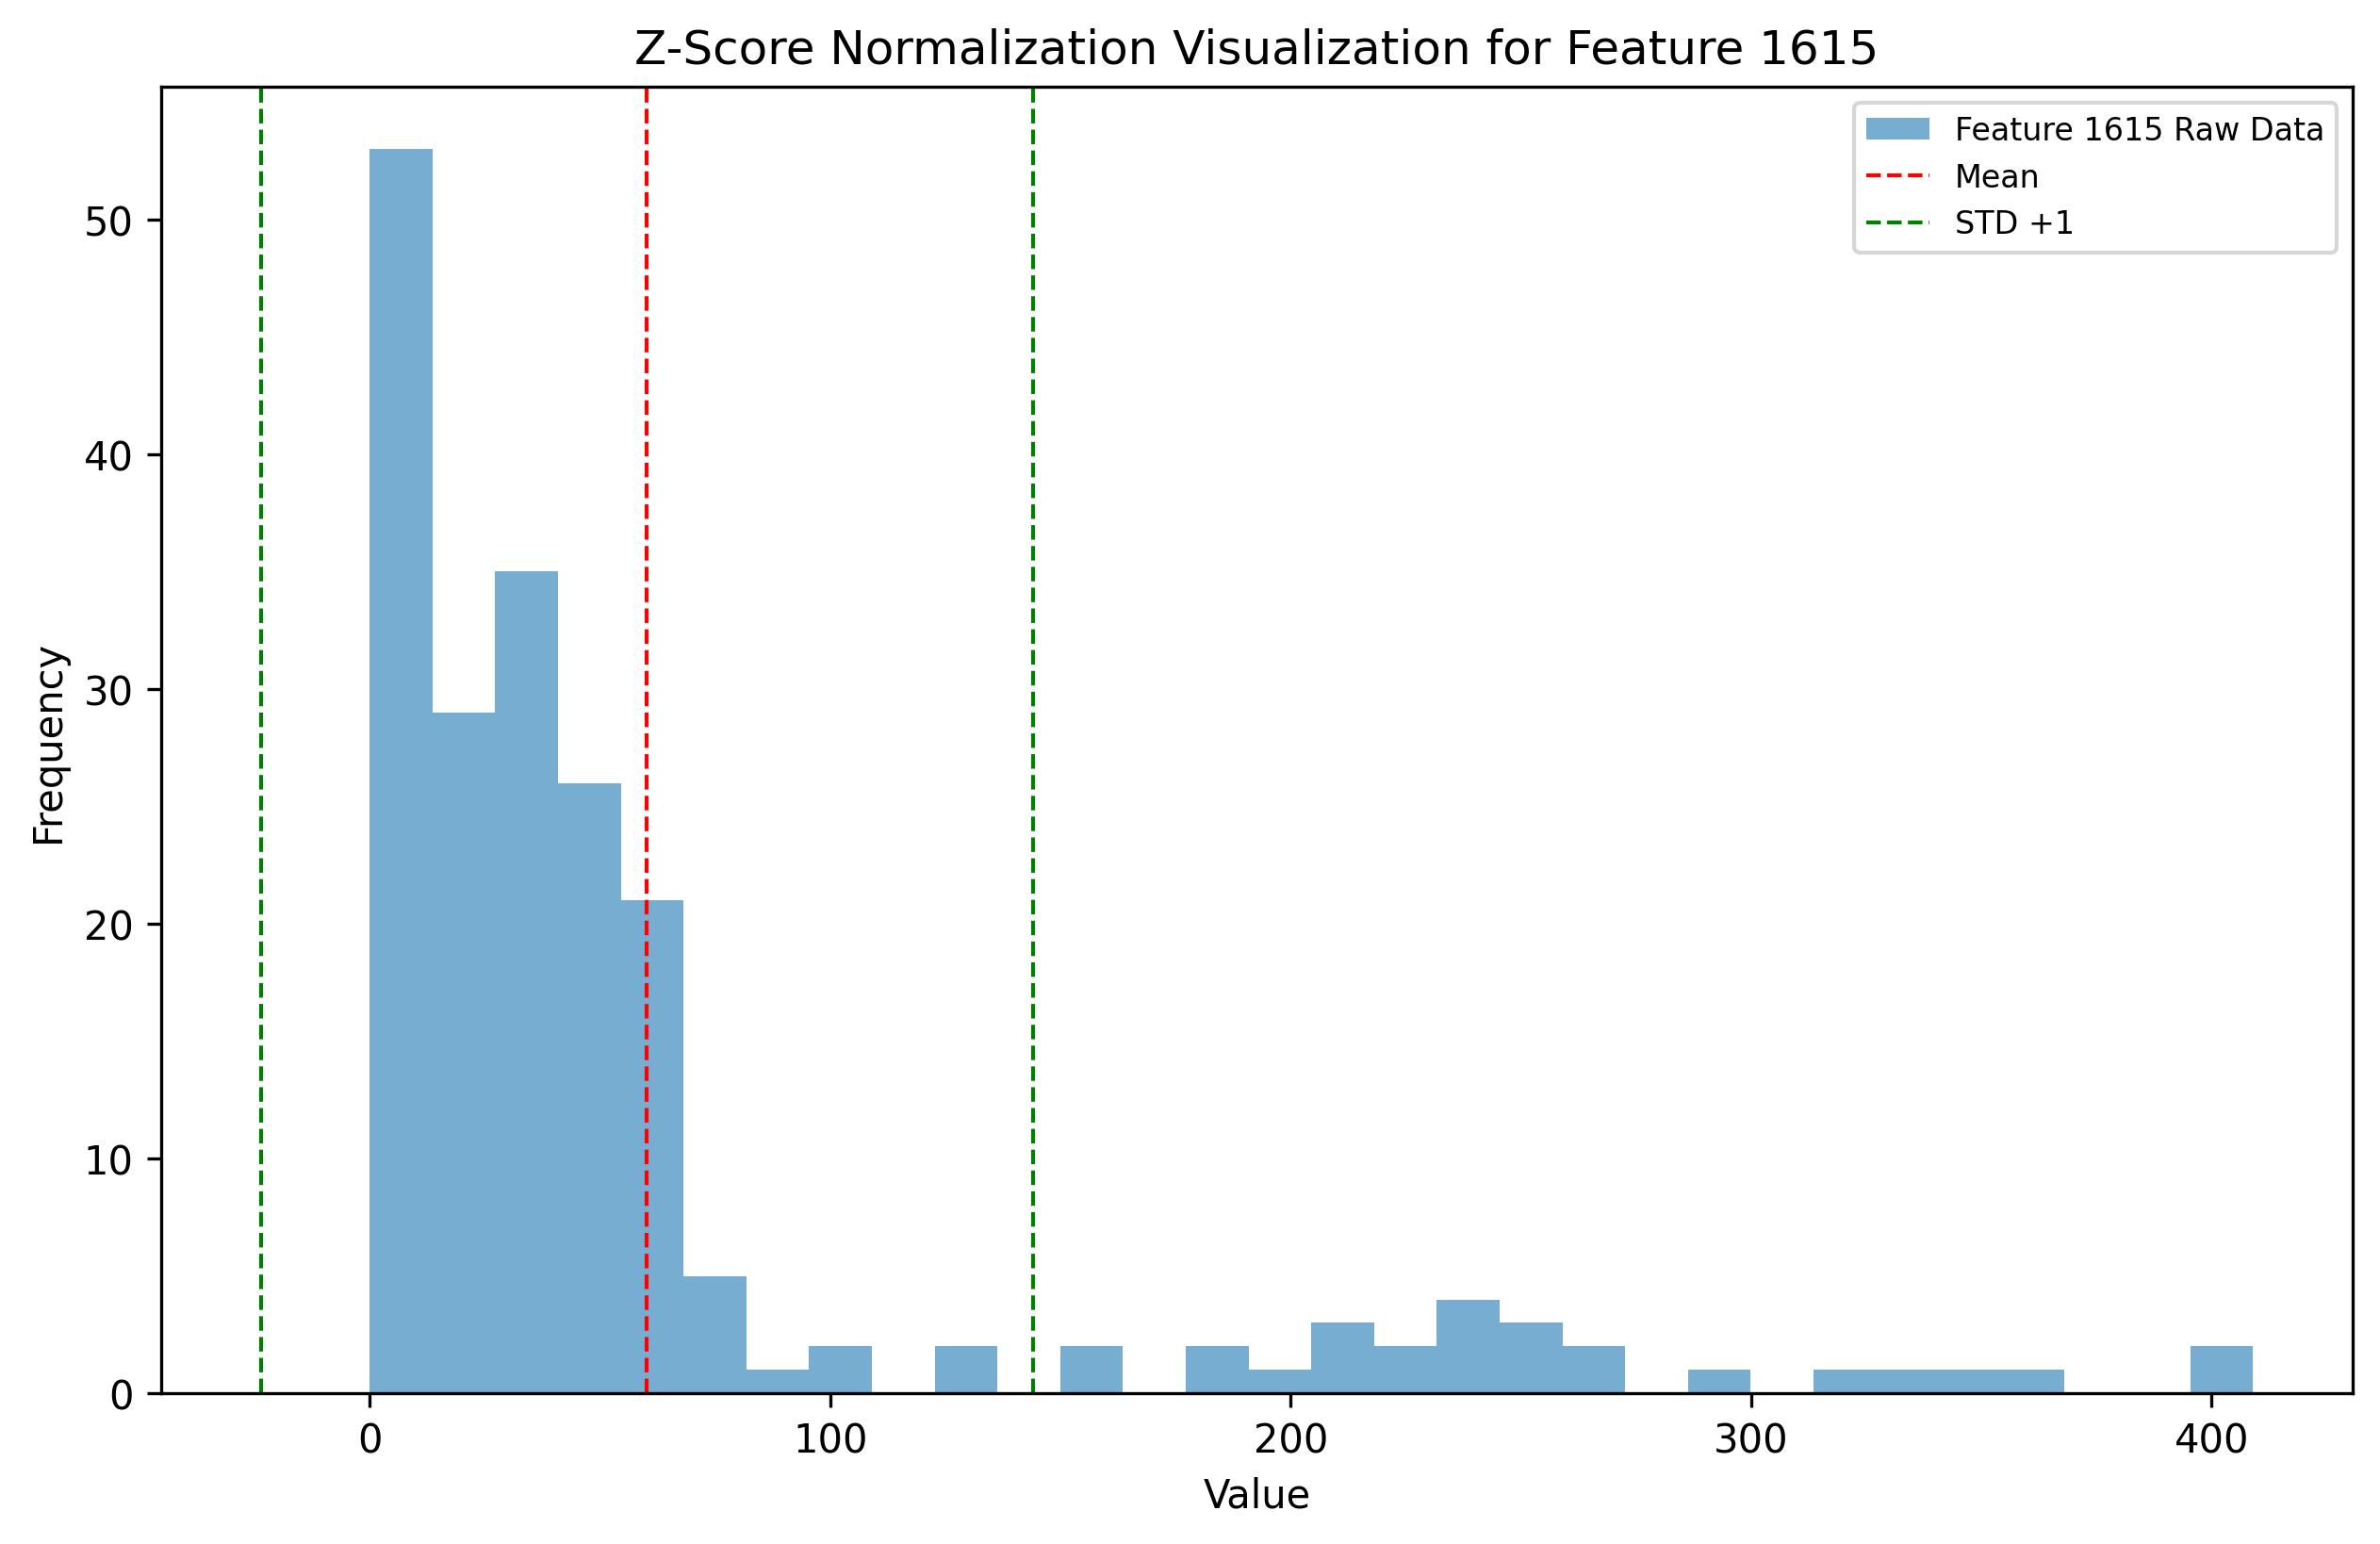 Z-Score Normalization Visualization for Feature 1615
Feature 1615 Raw Data
Mean
STD +1
50
40
30
20
10
0
Frequency
0 100 200 300 400
Value